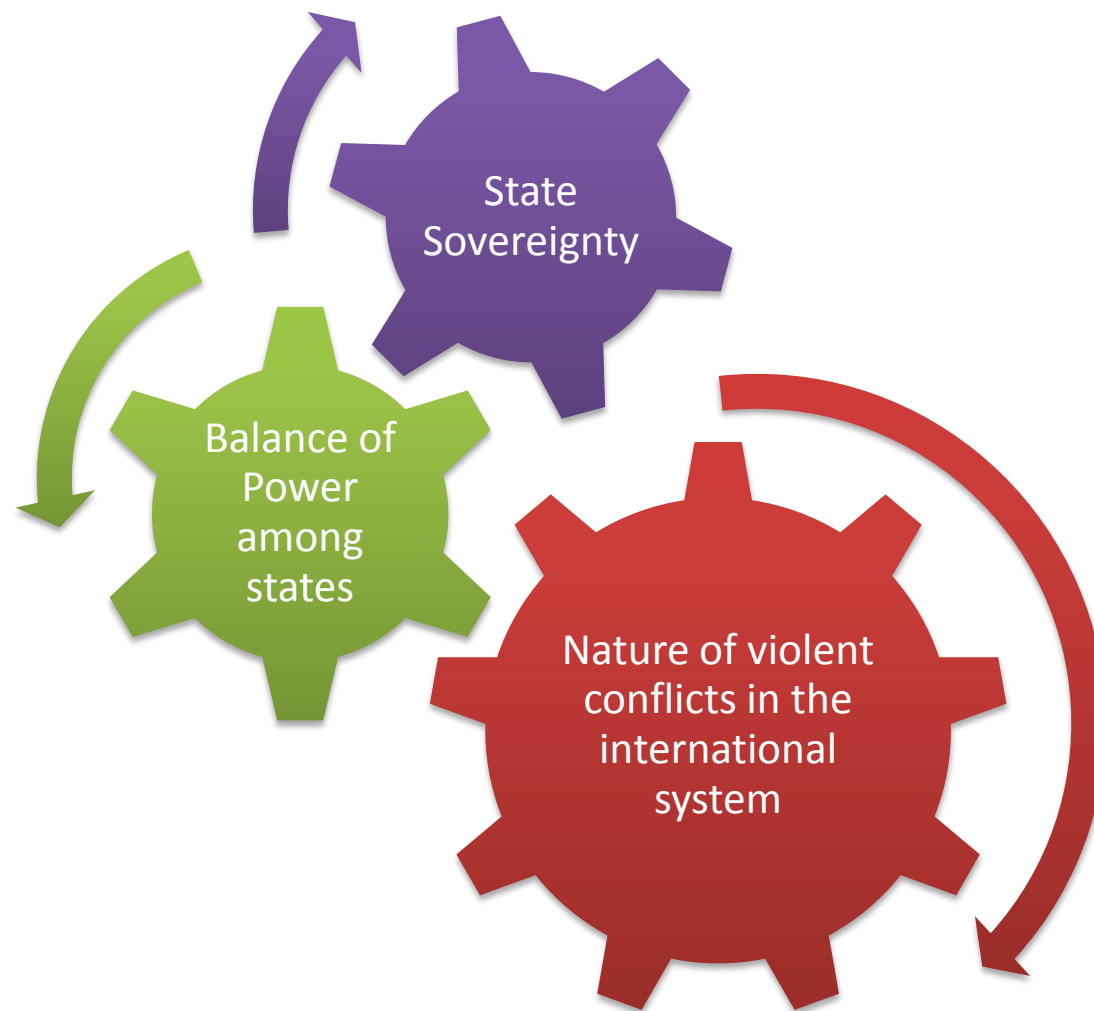 State
Sovereignty
Balance of
Power
among
states
Nature of violent
conflicts in the
international
system